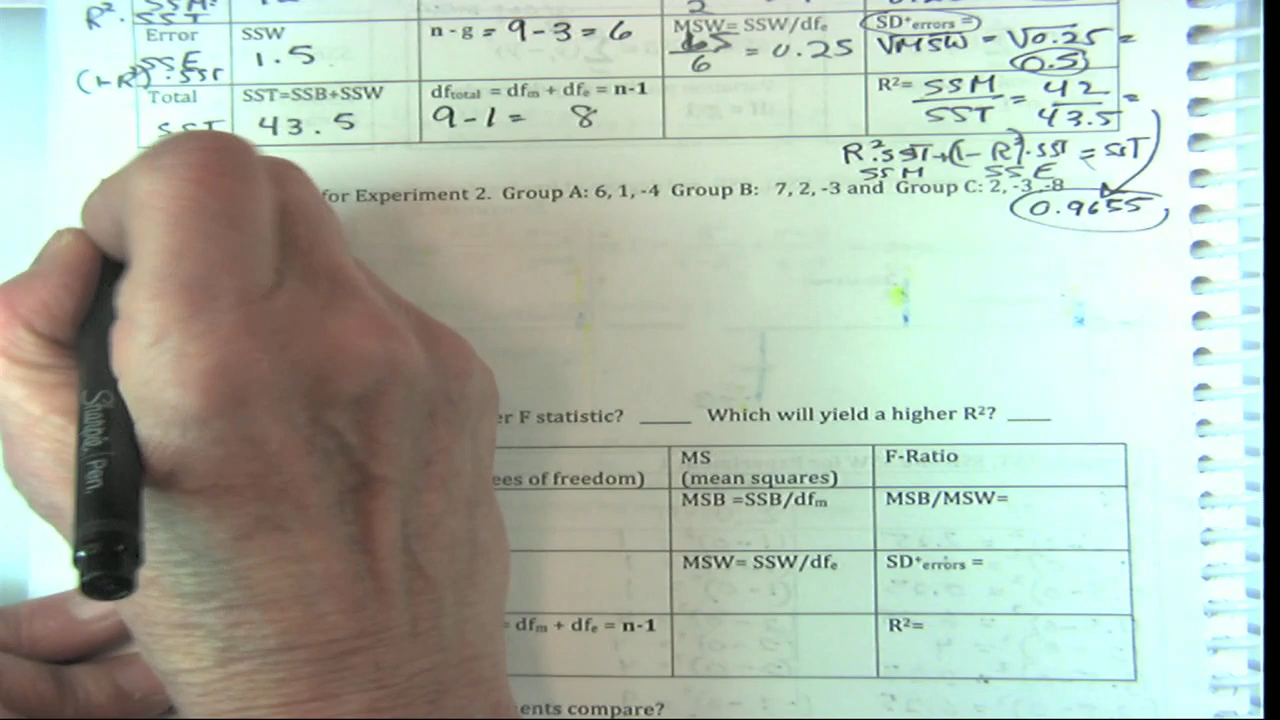 R².
SST
Error SSW n - g = 9 - 3 = 6 MSW= SSW/dfe SD⁺errors =
SSE 1.5 1.5/6 = 0.25 √MSW = √0.25 =
0.5
(1-R²).SST
Total SST=SSB+SSW dftotal = dfm + dfe = n-1 R²= SSM/SST = 42/43.5 =
SST 43.5 9 - 1 = 8
R².SST+(1-R²).SST = SST
SSM SSE
for Experiment 2. Group A: 6, 1, -4 Group B: 7, 2, -3 and Group C: 2, -3, -8
0.9655
F statistic? ____ Which will yield a higher R²? ____
of freedom) MS (mean squares) F-Ratio
MSB =SSB/dfm MSB/MSW=
MSW= SSW/dfe SD⁺errors =
= dfm + dfe = n-1 R²=
compare?
Sharpie Pen.